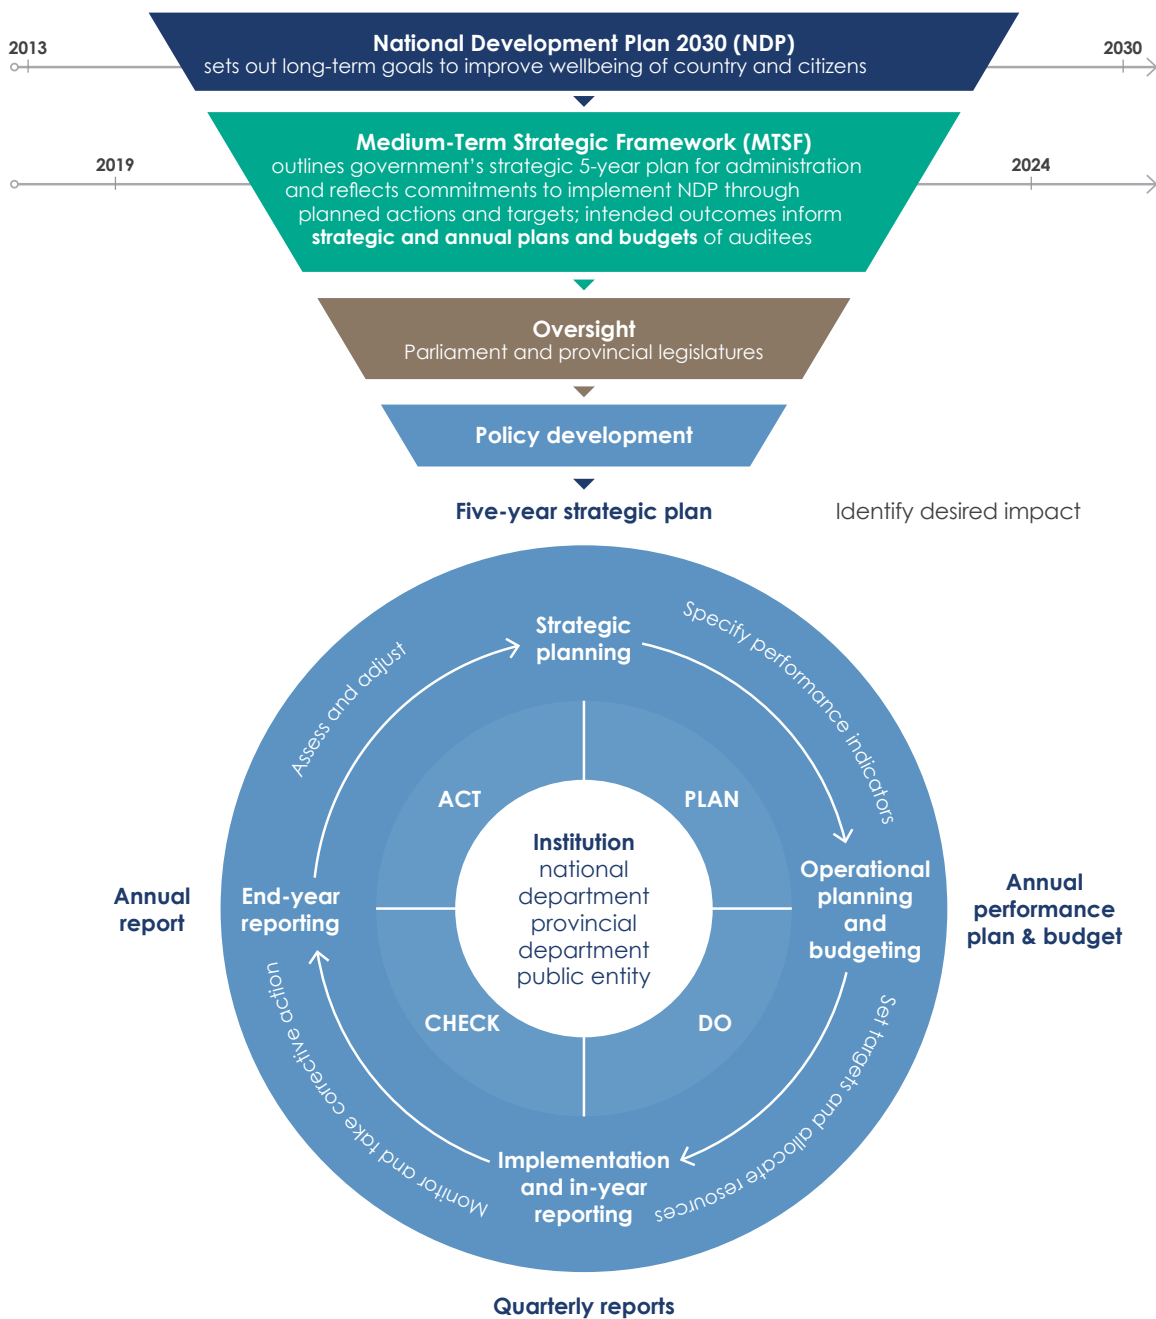 2013
National Development Plan 2030 (NDP)
sets out long-term goals to improve wellbeing of country and citizens
2030
2019
Medium-Term Strategic Framework (MTSF)
outlines government's strategic 5-year plan for administration
and reflects commitments to implement NDP through
planned actions and targets; intended outcomes inform
strategic and annual plans and budgets of auditees
2024
Oversight
Parliament and provincial legislatures
Policy development
Five-year strategic plan
Identify desired impact
Strategic
planning
Specify performance indicators
Assess and adjust
ACT
PLAN
Institution
national
department
provincial
department
public entity
Annual
report
End-year
reporting
Operational
planning
and
budgeting
Annual
performance
plan & budget
CHECK
DO
Monitor and take corrective action
Set targets and allocate resources
Implementation
and in-year
reporting
Quarterly reports